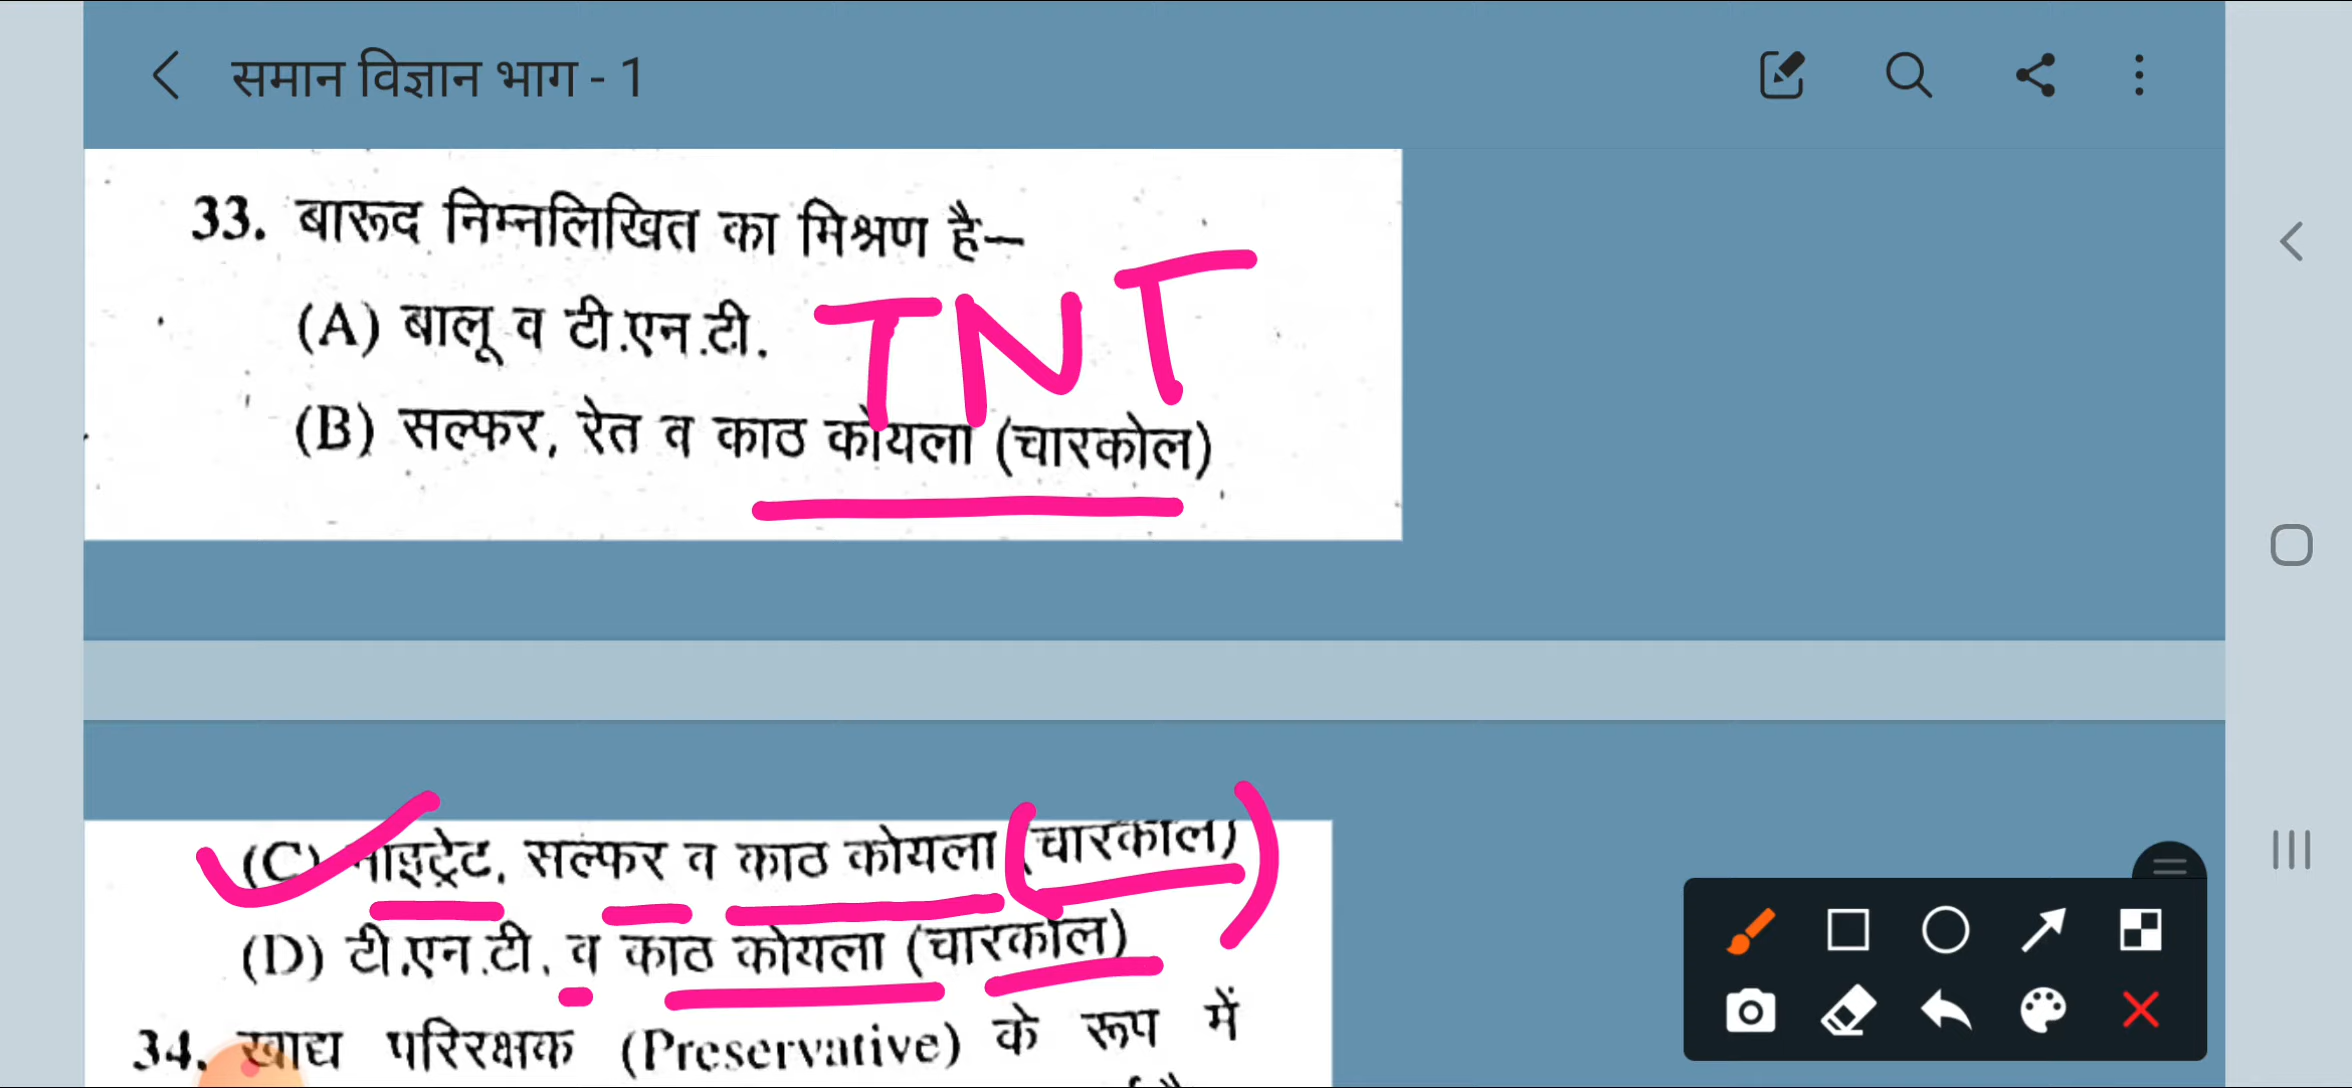 समान विज्ञान भाग - 1
33. बारूद निम्नलिखित का मिश्रण है—
(A) बालू व टी.एन.टी.
TNT
(B) सल्फर, रेत व काठ कोयला (चारकोल)
(C) नाइट्रेट, सल्फर व काठ कोयला (चारकोल)
(D) टी.एन.टी. व काठ कोयला (चारकोल)
34. खाद्य परिरक्षक (Preservative) के रूप में